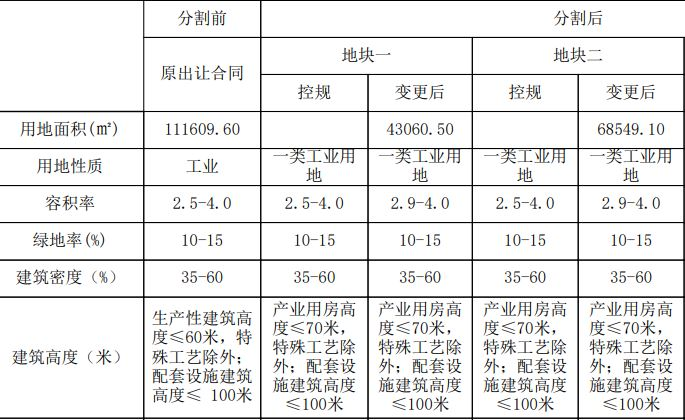 分割前 分割后
原出让合同 地块一 地块二
控规 变更后 控规 变更后
用地面积(㎡) 111609.60 43060.50 68549.10
用地性质 工业 一类工业用地 一类工业用地 一类工业用地 一类工业用地
容积率 2.5-4.0 2.5-4.0 2.9-4.0 2.5-4.0 2.9-4.0
绿地率(%) 10-15 10-15 10-15 10-15 10-15
建筑密度（%） 35-60 35-60 35-60 35-60 35-60
建筑高度（米）
生产性建筑高
度≤60米，特
殊工艺除外；
配套设施建筑
高度≤ 100米
产业用房高
度≤70米，
特殊工艺除
外；配套设
施建筑高度
≤100米
产业用房高
度≤70米，
特殊工艺除
外；配套设
施建筑高度
≤100米
产业用房高
度≤70米，
特殊工艺除
外；配套设
施建筑高度
≤100米
产业用房高
度≤70米，
特殊工艺除
外；配套设
施建筑高度
≤100米